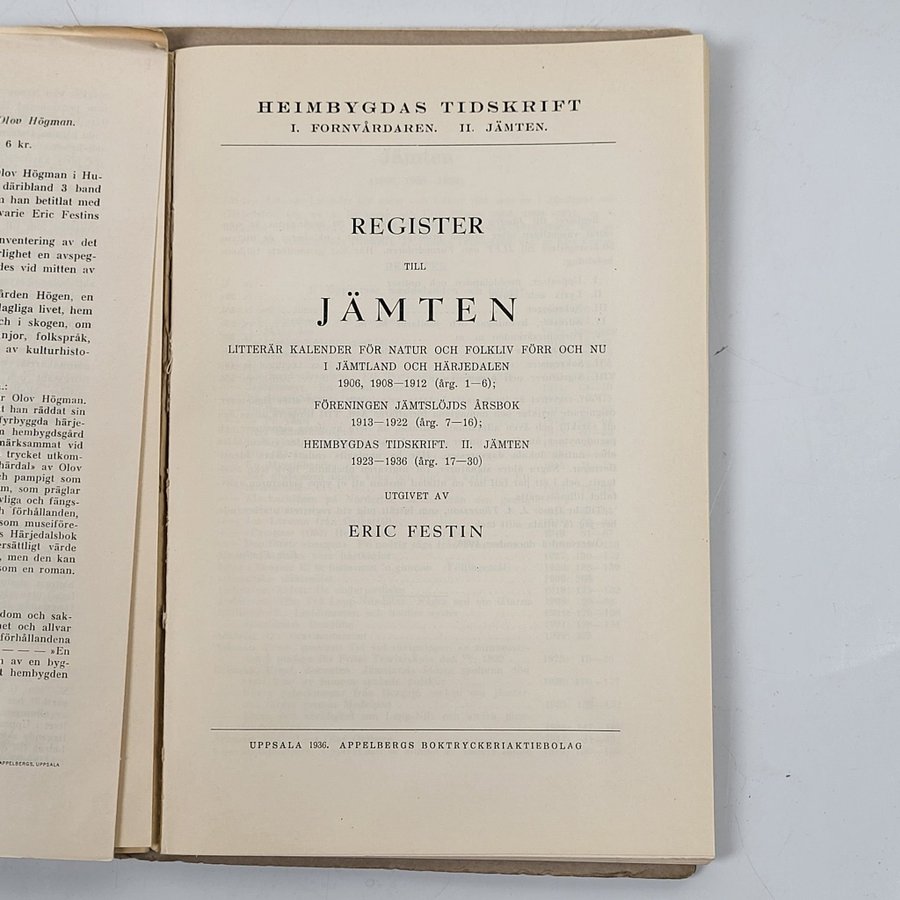 Olov Högman.
6 kr.
lov Högman i Hu-
däribland 3 band
n han betitlat med
varie Eric Festins
nventering av det
rlighet en avspeg-
des vid mitten av
ården Högen, en
dagliga livet, hem
ch i skogen, om
njor, folkspråk,
av kulturhisto-
.:
r Olov Högman.
t han räddat sin
fyrbyggda härje-
n hembygdsgård
märksammat vid
trycket utkom-
härdal» av Olov
ch pampigt som
m, som präglar
vliga och fängs-
h förhållanden,
som museiföre-
s Härjedalsbok
ersättligt värde
, men den kan
som en roman.
dom och sak-
het och allvar
förhållandena
— — — »En
n av en byg-
t hembygden
APPELBERGS, UPPSALA
HEIMBYGDAS TIDSKRIFT
I. FORNVÅRDAREN. II. JÄMTEN.
REGISTER
TILL
JÄMTEN
LITTERÄR KALENDER FÖR NATUR OCH FOLKLIV FÖRR OCH NU
I JÄMTLAND OCH HÄRJEDALEN
1906, 1908—1912 (årg. 1—6);
FÖRENINGEN JÄMTSLÖJDS ÅRSBOK
1913—1922 (årg. 7—16);
HEIMBYGDAS TIDSKRIFT. II. JÄMTEN
1923—1936 (årg. 17—30)
UTGIVET AV
ERIC FESTIN
UPPSALA 1936. APPELBERGS BOKTRYCKERIAKTIEBOLAG